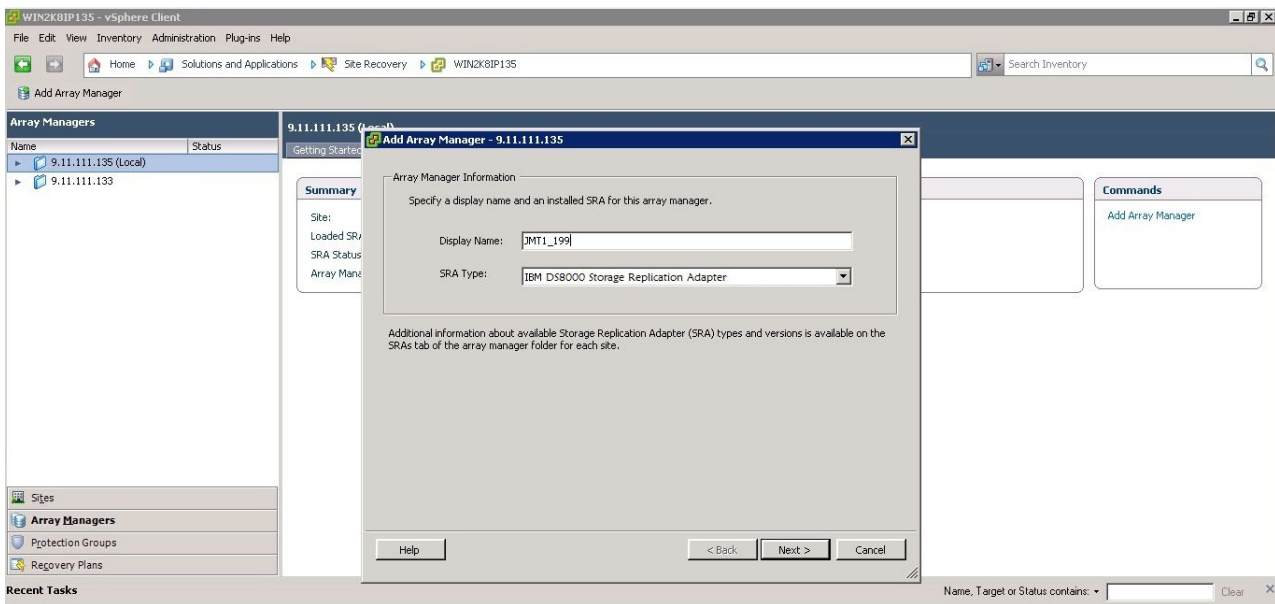 WIN2K8IP135 - vSphere Client
File Edit View Inventory Administration Plug-ins Help
Home Solutions and Applications Site Recovery WIN2K8IP135
Search Inventory
Add Array Manager
Array Managers
Name Status
9.11.111.135 (Local)
9.11.111.133
Sites
Array Managers
Protection Groups
Recovery Plans
9.11.111.135 (Local)
Getting Started
Summary
Site:
Loaded SRA
SRA Status
Array Mana
Commands
Add Array Manager
Add Array Manager - 9.11.111.135
Array Manager Information
Specify a display name and an installed SRA for this array manager.
Display Name: JMT1_199
SRA Type: IBM DS8000 Storage Replication Adapter
Additional information about available Storage Replication Adapter (SRA) types and versions is available on the
SRAs tab of the array manager folder for each site.
Help < Back Next > Cancel
Recent Tasks
Name, Target or Status contains: Clear